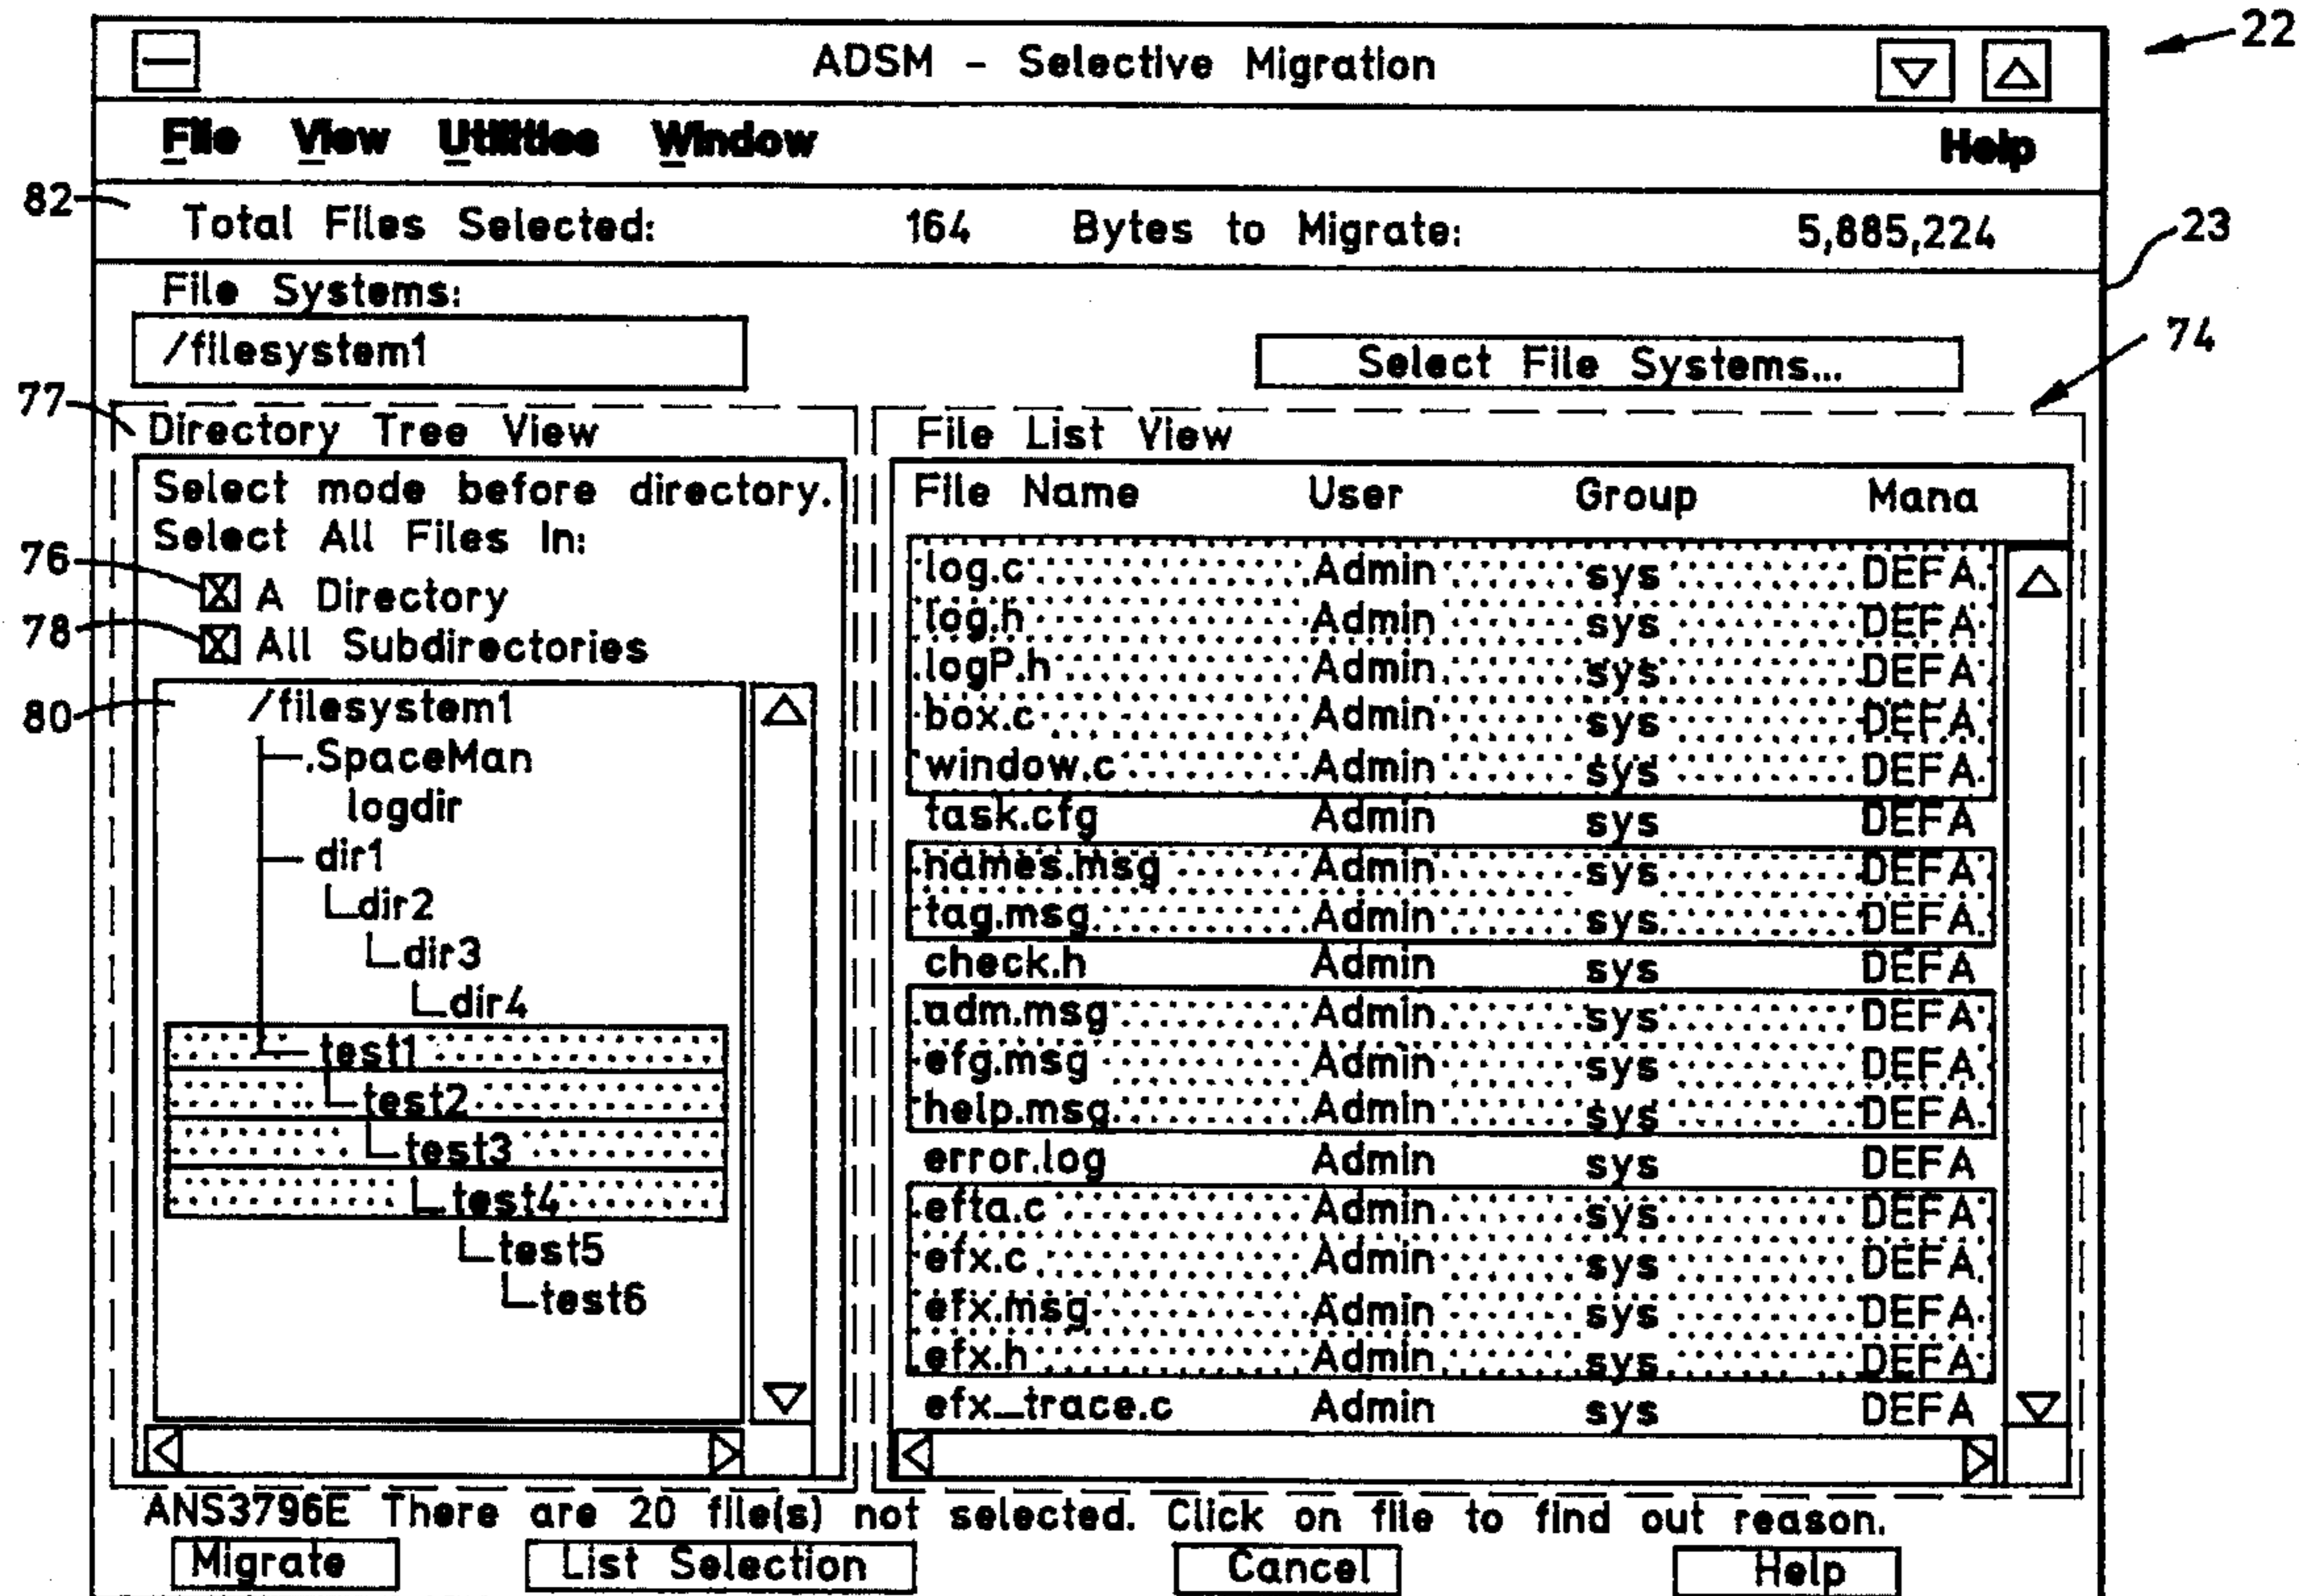 22
ADSM - Selective Migration
File View Utilities Window Help
82
Total Files Selected: 164 Bytes to Migrate: 5,885,224
23
File Systems:
/filesystem1
Select File Systems...
74
77
Directory Tree View
Select mode before directory.
Select All Files In:
76
A Directory
78
All Subdirectories
80
/filesystem1
.SpaceMan
logdir
dir1
dir2
dir3
dir4
test1
test2
test3
test4
test5
test6
File List View
File Name User Group Mana
log.c Admin sys DEFA
log.h Admin sys DEFA
logP.h Admin sys DEFA
box.c Admin sys DEFA
window.c Admin sys DEFA
task.cfg Admin sys DEFA
names.msg Admin sys DEFA
tag.msg Admin sys DEFA
check.h Admin sys DEFA
adm.msg Admin sys DEFA
efg.msg Admin sys DEFA
help.msg Admin sys DEFA
error.log Admin sys DEFA
efta.c Admin sys DEFA
efx.c Admin sys DEFA
efx.msg Admin sys DEFA
efx.h Admin sys DEFA
efx_trace.c Admin sys DEFA
ANS3796E There are 20 file(s) not selected. Click on file to find out reason.
Migrate List Selection Cancel Help